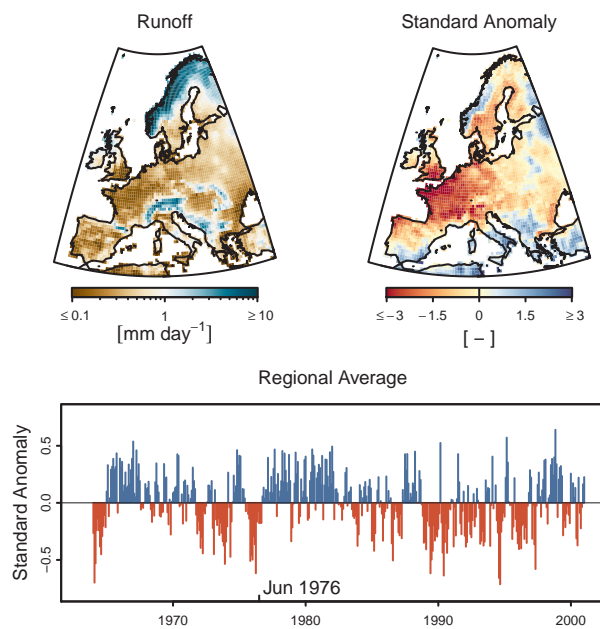 Runoff
Standard Anomaly
≤ 0.1 1 ≥ 10
[mm day⁻¹]
≤ − 3 − 1.5 0 1.5 ≥ 3
[ − ]
Regional Average
Standard Anomaly
0.5
0.0
−0.5
Jun 1976
1970 1980 1990 2000